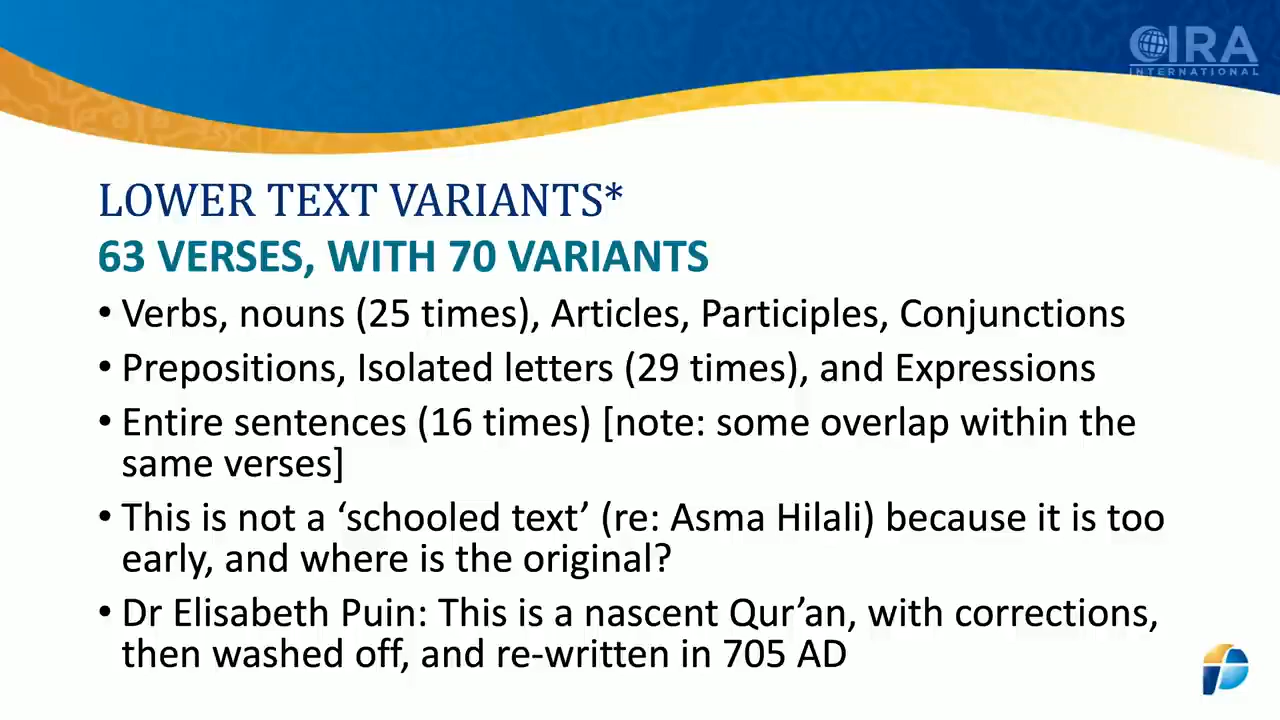 CIRA
INTERNATIONAL
LOWER TEXT VARIANTS*
63 VERSES, WITH 70 VARIANTS
• Verbs, nouns (25 times), Articles, Participles, Conjunctions
• Prepositions, Isolated letters (29 times), and Expressions
• Entire sentences (16 times) [note: some overlap within the
same verses]
• This is not a ‘schooled text’ (re: Asma Hilali) because it is too
early, and where is the original?
• Dr Elisabeth Puin: This is a nascent Qur’an, with corrections,
then washed off, and re-written in 705 AD